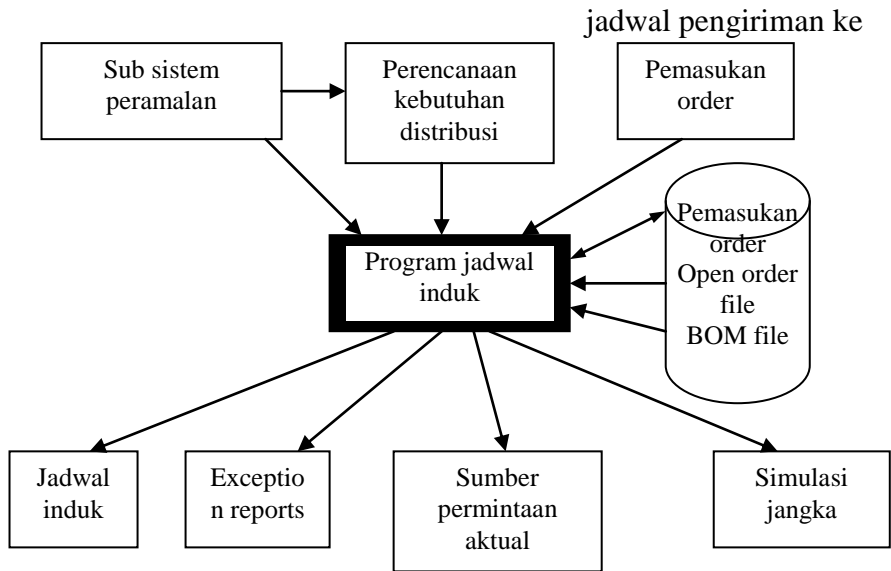 jadwal pengiriman ke
Sub sistem
peramalan
Perencanaan
kebutuhan
distribusi
Pemasukan
order
Program jadwal
induk
Pemasukan
order
Open order
file
BOM file
Jadwal
induk
Exceptio
n reports
Sumber
permintaan
aktual
Simulasi
jangka